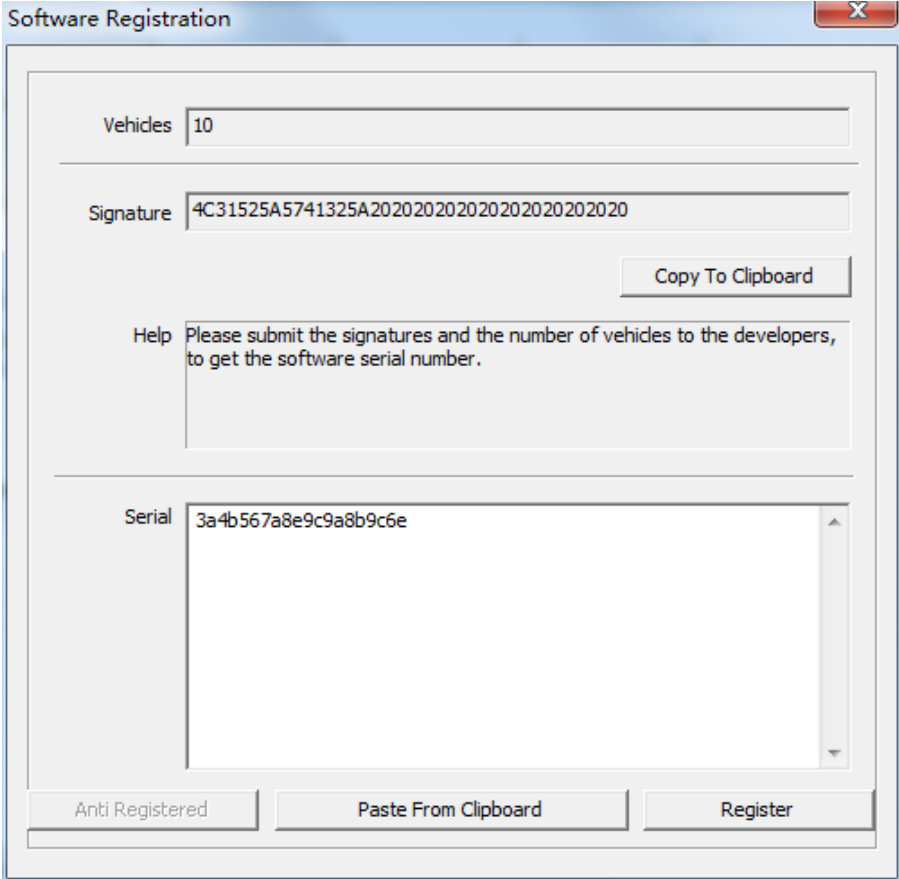 Software Registration
Vehicles 10
Signature 4C31525A5741325A202020202020202020202020
Copy To Clipboard
Help Please submit the signatures and the number of vehicles to the developers,
to get the software serial number.
Serial 3a4b567a8e9c9a8b9c6e
Anti Registered Paste From Clipboard Register